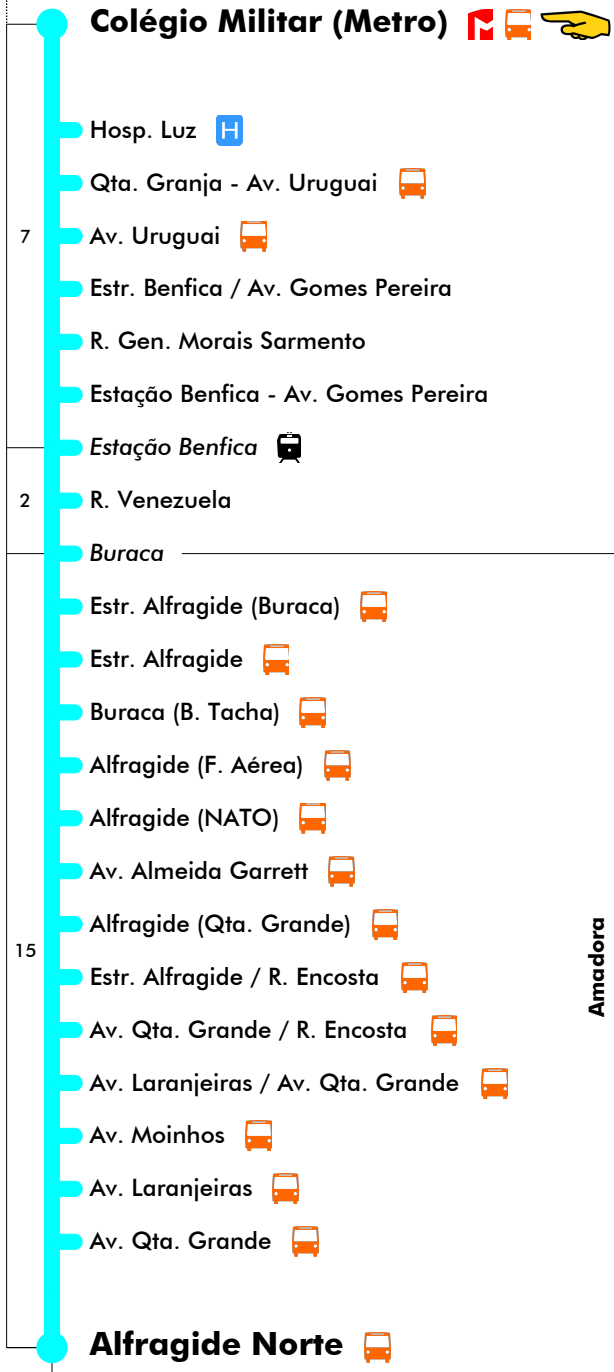 Colégio Militar (Metro)
Hosp. Luz H
Qta. Granja - Av. Uruguai
7 Av. Uruguai
Estr. Benfica / Av. Gomes Pereira
R. Gen. Morais Sarmento
Estação Benfica - Av. Gomes Pereira
Estação Benfica
2 R. Venezuela
Buraca
Estr. Alfragide (Buraca)
Estr. Alfragide
Buraca (B. Tacha)
Alfragide (F. Aérea)
Alfragide (NATO)
Av. Almeida Garrett
Alfragide (Qta. Grande)
15
Amadora
Estr. Alfragide / R. Encosta
Av. Qta. Grande / R. Encosta
Av. Laranjeiras / Av. Qta. Grande
Av. Moinhos
Av. Laranjeiras
Av. Qta. Grande
Alfragide Norte